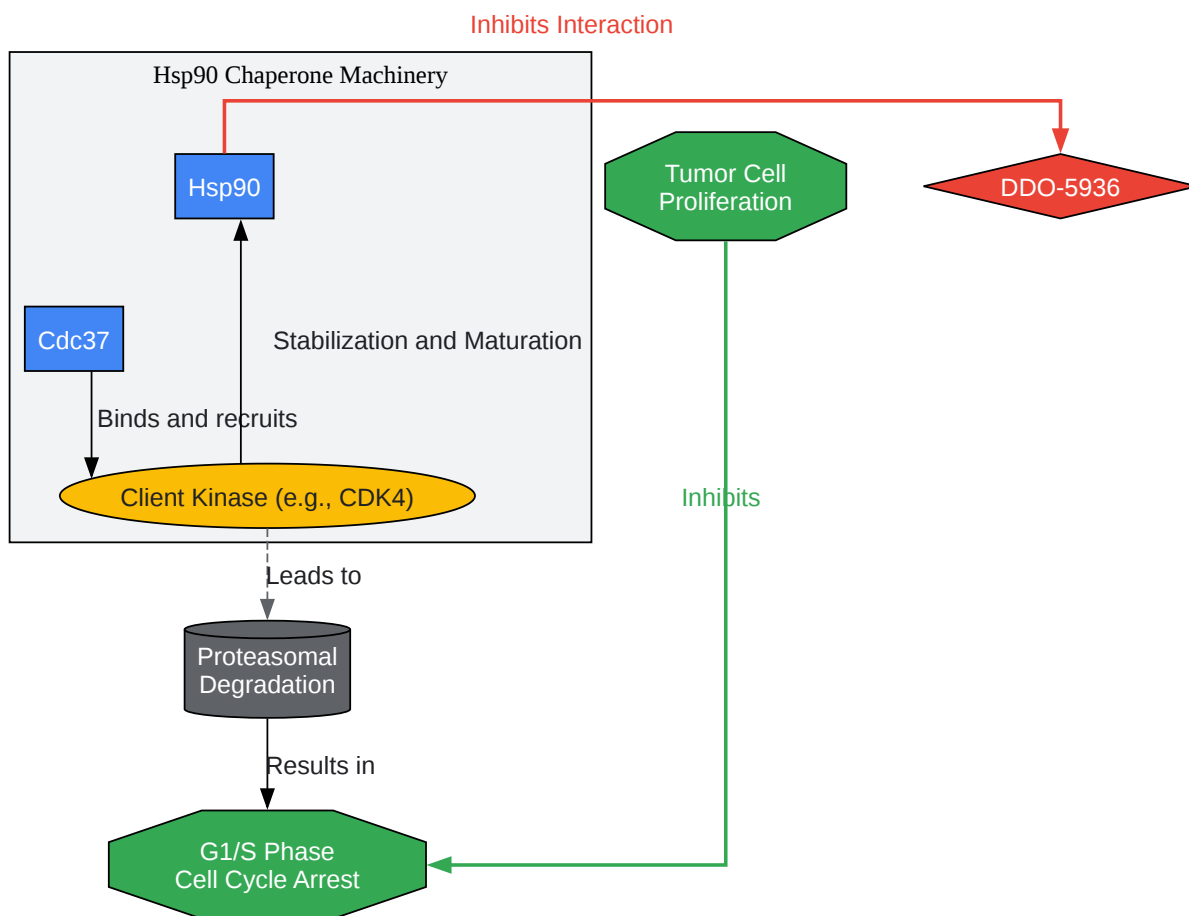 Inhibits Interaction
Hsp90 Chaperone Machinery
Hsp90
Tumor Cell
Proliferation
DDO-5936
Cdc37
Stabilization and Maturation
Binds and recruits
Client Kinase (e.g., CDK4)
Inhibits
Leads to
Proteasomal
Degradation
Results in
G1/S Phase
Cell Cycle Arrest